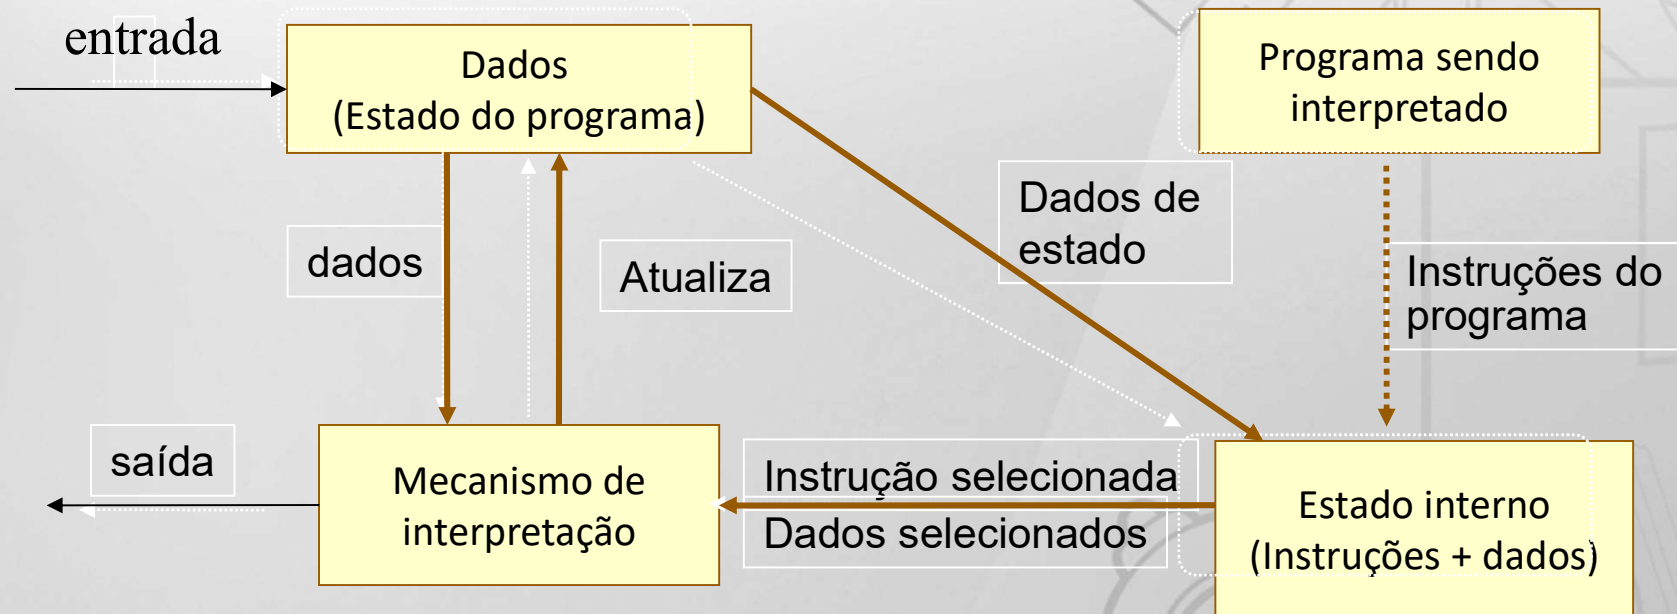 entrada
Dados
(Estado do programa)
Programa sendo
interpretado
Dados de
estado
dados
Atualiza
Instruções do
programa
saída
Mecanismo de
interpretação
Instrução selecionada
Dados selecionados
Estado interno
(Instruções + dados)